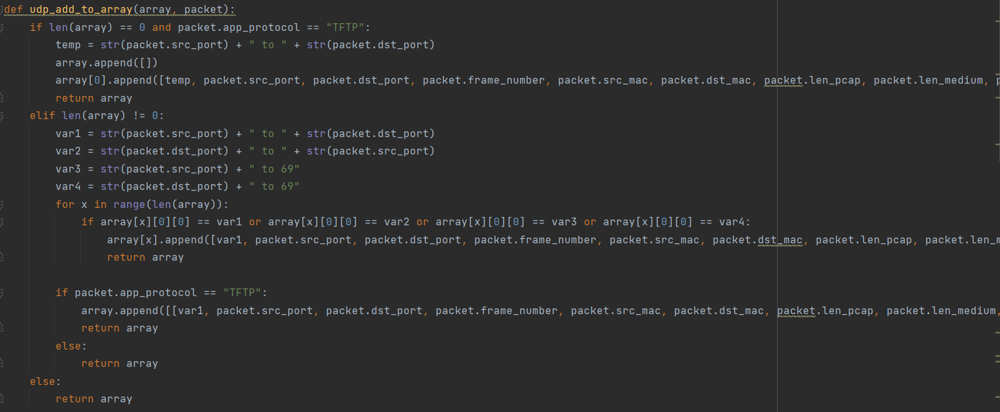 def udp_add_to_array(array, packet):
    if len(array) == 0 and packet.app_protocol == "TFTP":
        temp = str(packet.src_port) + " to " + str(packet.dst_port)
        array.append([])
        array[0].append([temp, packet.src_port, packet.dst_port, packet.frame_number, packet.src_mac, packet.dst_mac, packet.len_pcap, packet.len_medium,
        return array
    elif len(array) != 0:
        var1 = str(packet.src_port) + " to " + str(packet.dst_port)
        var2 = str(packet.dst_port) + " to " + str(packet.src_port)
        var3 = str(packet.src_port) + " to 69"
        var4 = str(packet.dst_port) + " to 69"
        for x in range(len(array)):
            if array[x][0][0] == var1 or array[x][0][0] == var2 or array[x][0][0] == var3 or array[x][0][0] == var4:
                array[x].append([var1, packet.src_port, packet.dst_port, packet.frame_number, packet.src_mac, packet.dst_mac, packet.len_pcap, packet.len_m
                return array
        if packet.app_protocol == "TFTP":
            array.append([[var1, packet.src_port, packet.dst_port, packet.frame_number, packet.src_mac, packet.dst_mac, packet.len_pcap, packet.len_medium,
            return array
        else:
            return array
    else:
        return array